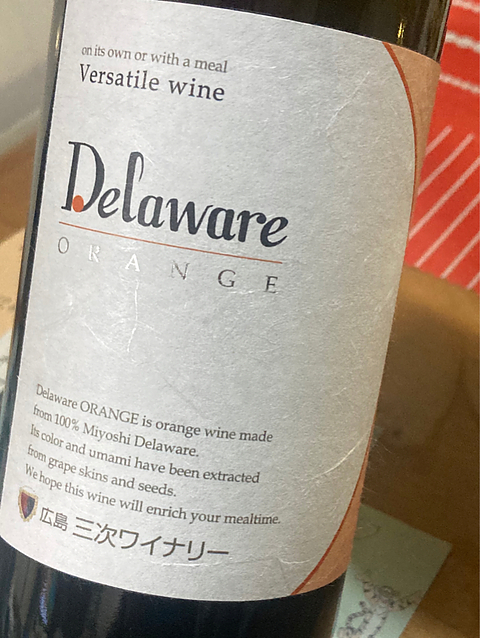 on its own or with a meal
Versatile wine
Delaware
ORANGE
Delaware ORANGE is orange wine made
from 100% Miyoshi Delaware.
Its color and umami have been extracted
from grape skins and seeds.
We hope this wine will enrich your mealtime.
広島 三次ワイナリー